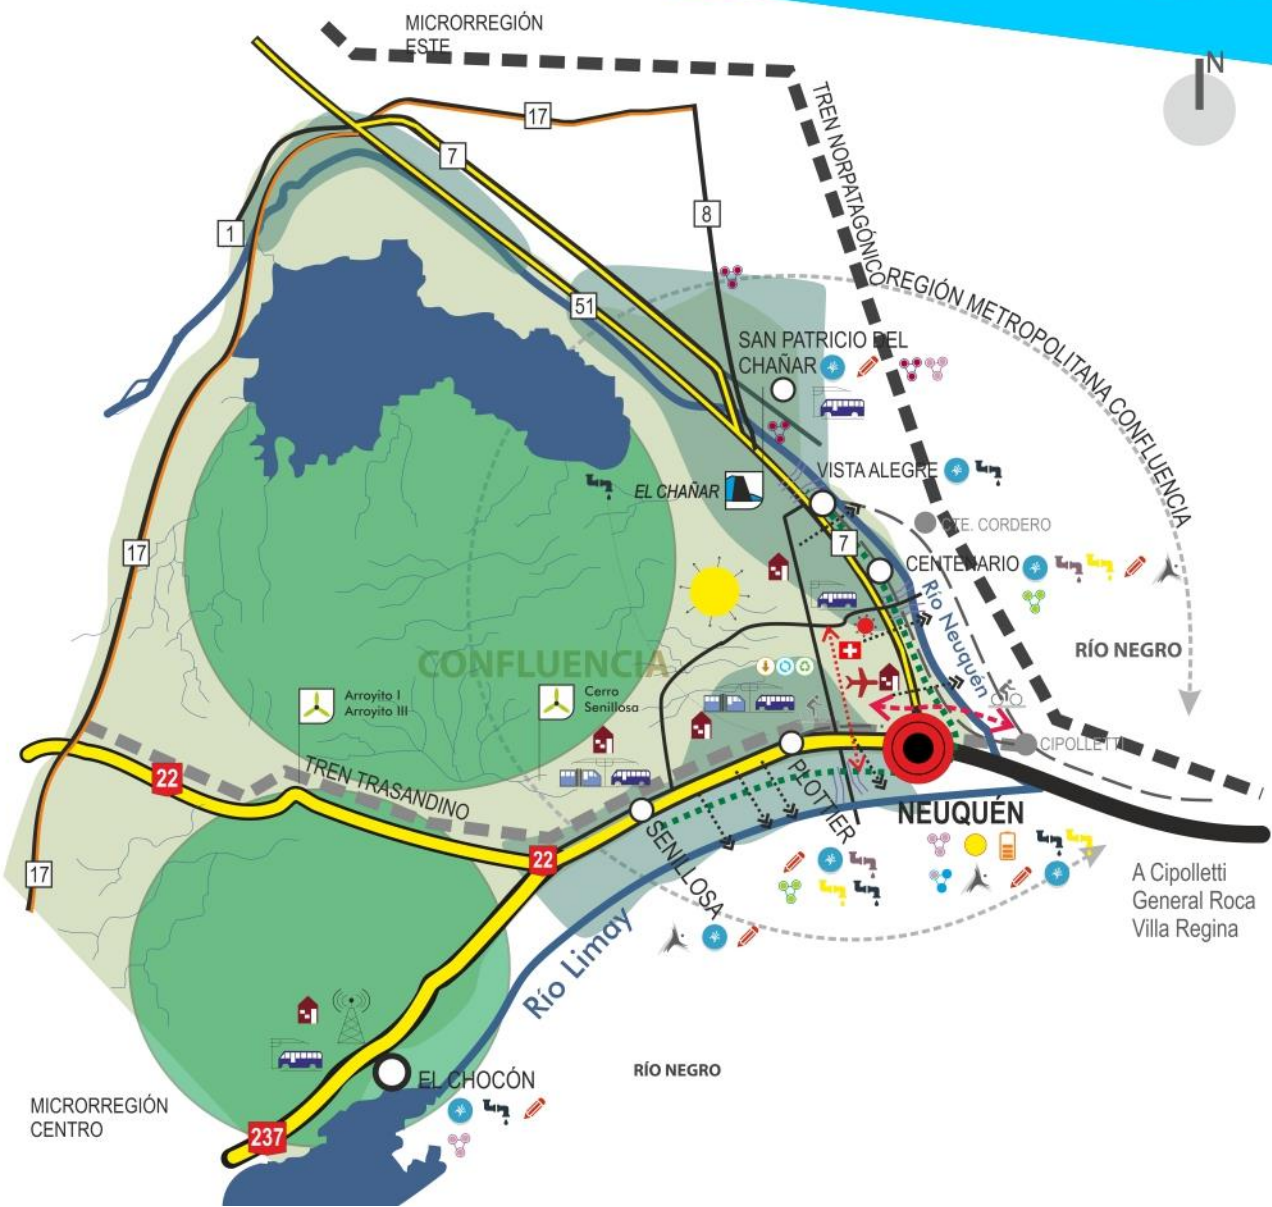 MICRORREGIÓN
ESTE
N
17
TREN NORPATAGÓNICO
7
8
1
REGIÓN METROPOLITANA CONFLUENCIA
51
SAN PATRICIO DEL
CHAÑAR
VISTA ALEGRE
EL CHAÑAR
CTE. CORDERO
17
7
CENTENARIO
Río Neuquén
RÍO NEGRO
CONFLUENCIA
Arroyito I
Arroyito III
Cerro
Senillosa
CIPOLLETTI
22
TREN TRASANDINO
PLOTTIER
NEUQUÉN
SENILLOSA
22
17
A Cipolletti
General Roca
Villa Regina
Río Limay
RÍO NEGRO
EL CHOCÓN
MICRORREGIÓN
CENTRO
237